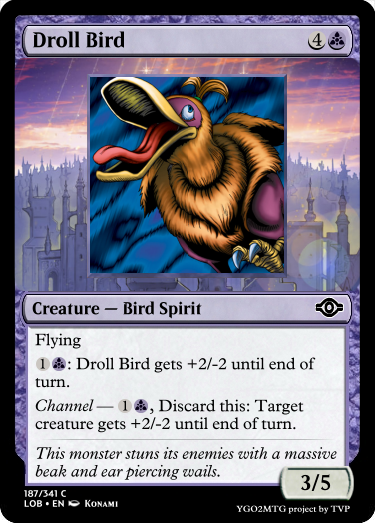 Droll Bird 4
Creature — Bird Spirit
Flying
1 : Droll Bird gets +2/-2 until end of
turn.
Channel — 1 , Discard this: Target
creature gets +2/-2 until end of turn.
This monster stuns its enemies with a massive
beak and ear piercing wails.
3/5
187/341 C
LOB • EN Konami
YGO2MTG project by TVP